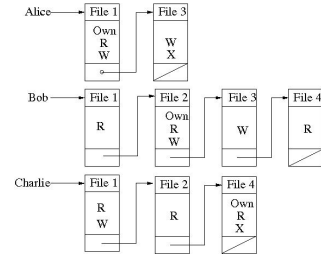 Alice File 1 File 3
Own
R W
W X
Bob File 1 File 2 File 3 File 4
Own
R R W R
W
Charlie File 1 File 2 File 4
Own
R R R
W X